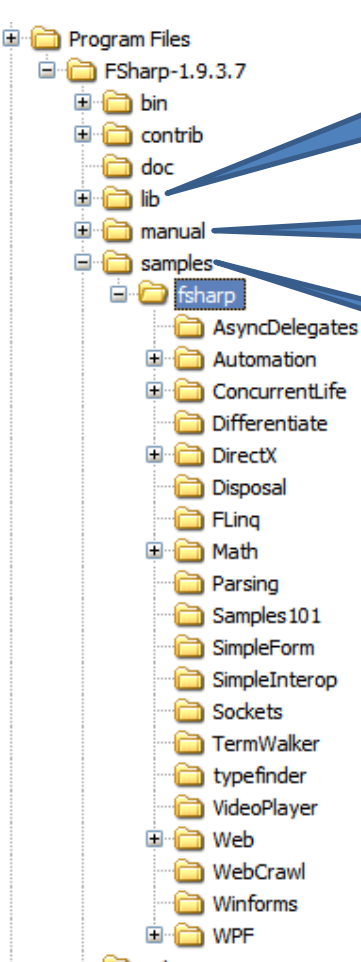 Program Files
FSharp-1.9.3.7
bin
contrib
doc
lib
manual
samples
fsharp
AsyncDelegates
Automation
ConcurrentLife
Differentiate
DirectX
Disposal
FLinq
Math
Parsing
Samples101
SimpleForm
SimpleInterop
Sockets
TermWalker
typefinder
VideoPlayer
Web
WebCrawl
Winforms
WPF